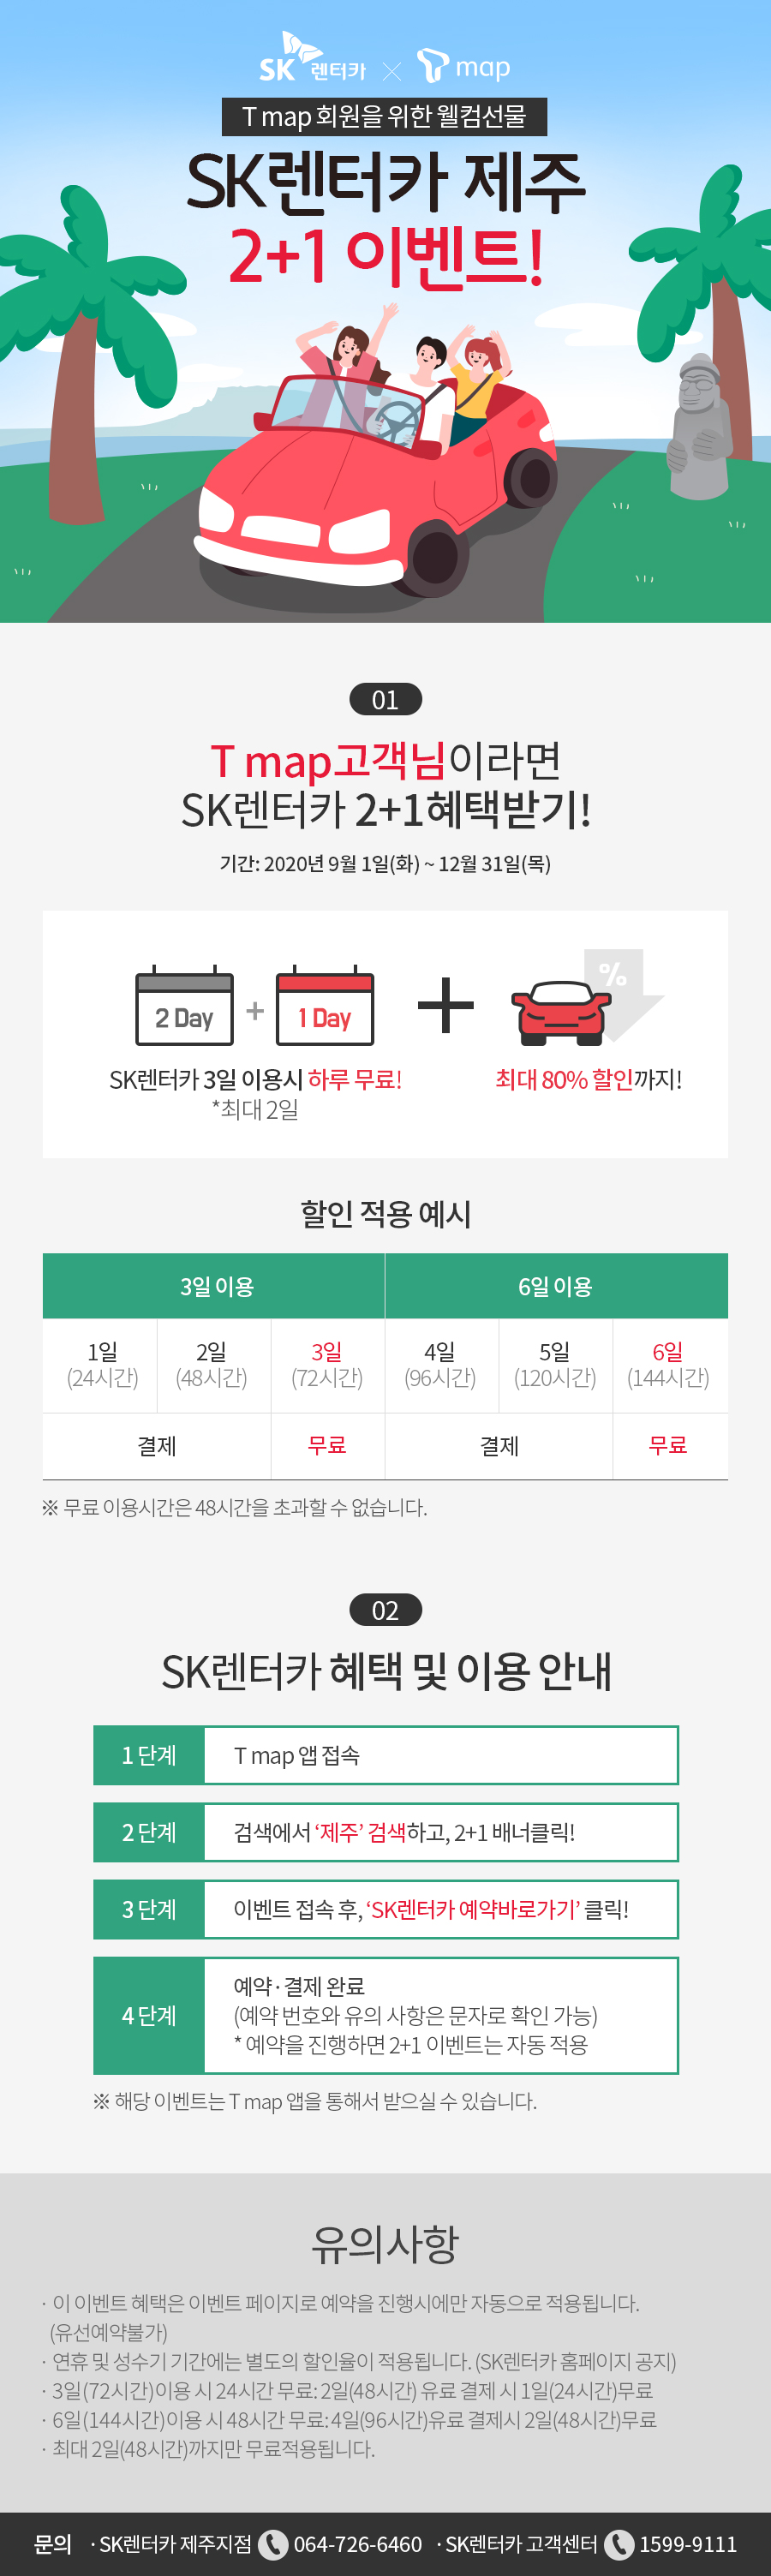 SK렌터카 × T map
T map 회원을 위한 웰컴선물
SK렌터카 제주
2+1 이벤트!
01
T map고객님이라면
SK렌터카 2+1혜택받기!
기간: 2020년 9월 1일(화) ~ 12월 31일(목)
2 Day + 1 Day + %
SK렌터카 3일 이용시 하루 무료! 최대 80% 할인까지!
*최대 2일
할인 적용 예시
3일 이용 6일 이용
1일 2일 3일 4일 5일 6일
(24시간) (48시간) (72시간) (96시간) (120시간) (144시간)
결제 무료 결제 무료
※ 무료 이용시간은 48시간을 초과할 수 없습니다.
02
SK렌터카 혜택 및 이용 안내
1 단계 T map 앱 접속
2 단계 검색에서 ‘제주’ 검색하고, 2+1 배너클릭!
3 단계 이벤트 접속 후, ‘SK렌터카 예약바로가기’ 클릭!
예약 · 결제 완료
4 단계 (예약 번호와 유의 사항은 문자로 확인 가능)
* 예약을 진행하면 2+1 이벤트는 자동 적용
※ 해당 이벤트는 T map 앱을 통해서 받으실 수 있습니다.
유의사항
· 이 이벤트 혜택은 이벤트 페이지로 예약을 진행시에만 자동으로 적용됩니다.
(유선예약불가)
· 연휴 및 성수기 기간에는 별도의 할인율이 적용됩니다. (SK렌터카 홈페이지 공지)
· 3일(72시간)이용 시 24시간 무료: 2일(48시간) 유료 결제 시 1일(24시간)무료
· 6일(144시간)이용 시 48시간 무료: 4일(96시간)유료 결제시 2일(48시간)무료
· 최대 2일(48시간)까지만 무료적용됩니다.
문의 · SK렌터카 제주지점 064-726-6460 · SK렌터카 고객센터 1599-9111